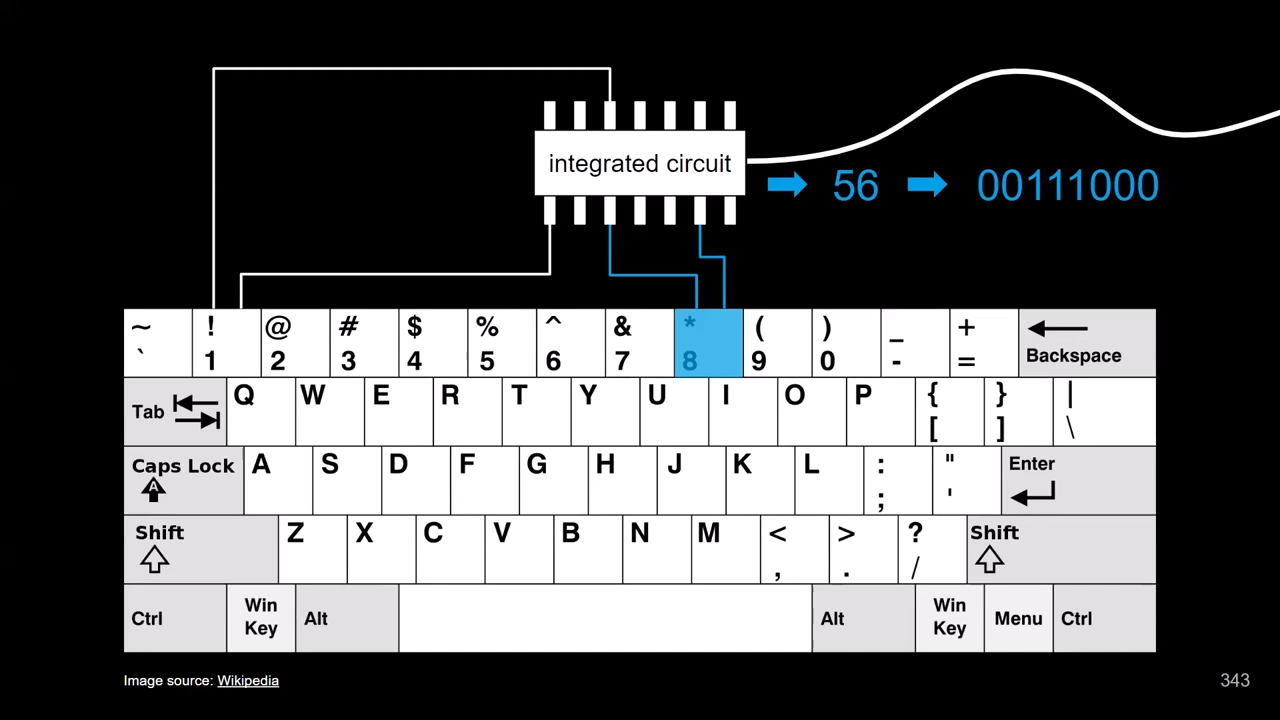 integrated circuit
56
00111000
~ ! @ # $ % ^ & * ( ) _ +
` 1 2 3 4 5 6 7 8 9 0 - = Backspace
Tab Q W E R T Y U I O P { } |
[ ] \
Caps Lock A S D F G H J K L : " Enter
A ; '
Shift Z X C V B N M < > ? Shift
, . /
Ctrl Win Key Alt Alt Win Key Menu Ctrl
Image source: Wikipedia
343